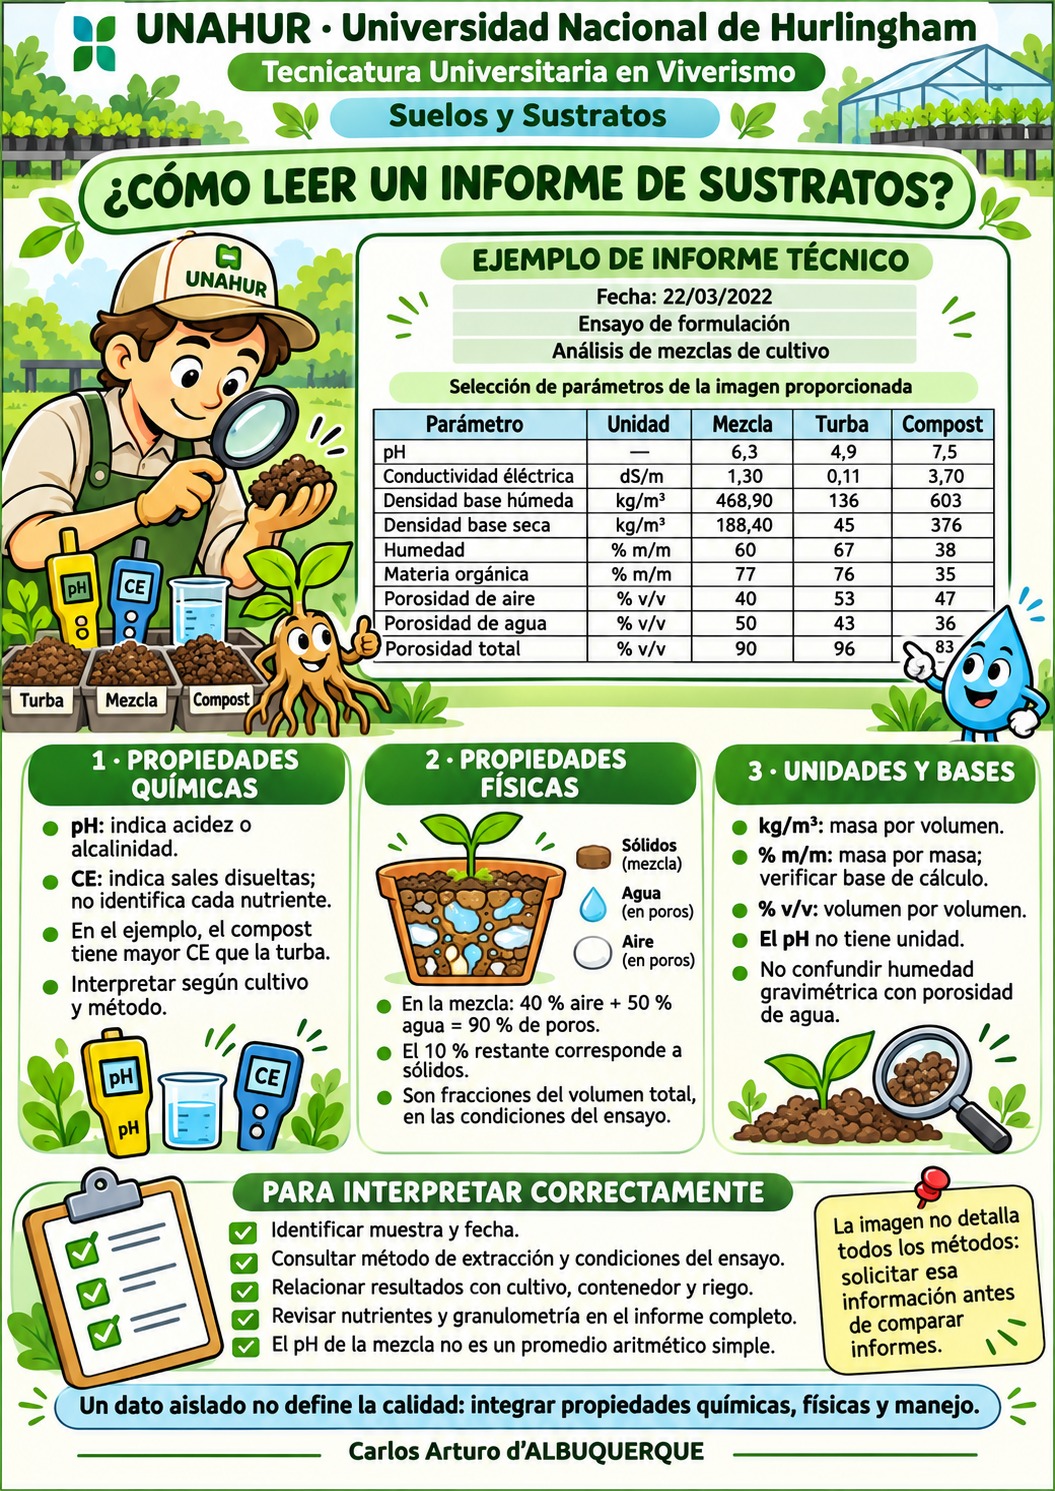 UNAHUR · Universidad Nacional de Hurlingham
Tecnicatura Universitaria en Viverismo
Suelos y Sustratos
¿CÓMO LEER UN INFORME DE SUSTRATOS?
UNAHUR
pH
CE
Turba
Mezcla
Compost
EJEMPLO DE INFORME TÉCNICO
Fecha: 22/03/2022
Ensayo de formulación
Análisis de mezclas de cultivo
Selección de parámetros de la imagen proporcionada
Parámetro Unidad Mezcla Turba Compost
pH — 6,3 4,9 7,5
Conductividad éléctrica dS/m 1,30 0,11 3,70
Densidad base húmeda kg/m³ 468,90 136 603
Densidad base seca kg/m³ 188,40 45 376
Humedad % m/m 60 67 38
Materia orgánica % m/m 77 76 35
Porosidad de aire % v/v 40 53 47
Porosidad de agua % v/v 50 43 36
Porosidad total % v/v 90 96 83
1 · PROPIEDADES
QUÍMICAS
pH: indica acidez o
alcalinidad.
CE: indica sales disueltas;
no identifica cada nutriente.
En el ejemplo, el compost
tiene mayor CE que la turba.
Interpretar según cultivo
y método.
pH
pH
CE
2 · PROPIEDADES
FÍSICAS
Sólidos
(mezcla)
Agua
(en poros)
Aire
(en poros)
En la mezcla: 40 % aire + 50 %
agua = 90 % de poros.
El 10 % restante corresponde a
sólidos.
Son fracciones del volumen total,
en las condiciones del ensayo.
3 · UNIDADES Y BASES
kg/m³: masa por volumen.
% m/m: masa por masa;
verificar base de cálculo.
% v/v: volumen por volumen.
El pH no tiene unidad.
No confundir humedad
gravimétrica con porosidad
de agua.
PARA INTERPRETAR CORRECTAMENTE
Identificar muestra y fecha.
Consultar método de extracción y condiciones del ensayo.
Relacionar resultados con cultivo, contenedor y riego.
Revisar nutrientes y granulometría en el informe completo.
El pH de la mezcla no es un promedio aritmético simple.
La imagen no detalla
todos los métodos:
solicitar esa
información antes
de comparar
informes.
Un dato aislado no define la calidad: integrar propiedades químicas, físicas y manejo.
Carlos Arturo d’ALBUQUERQUE